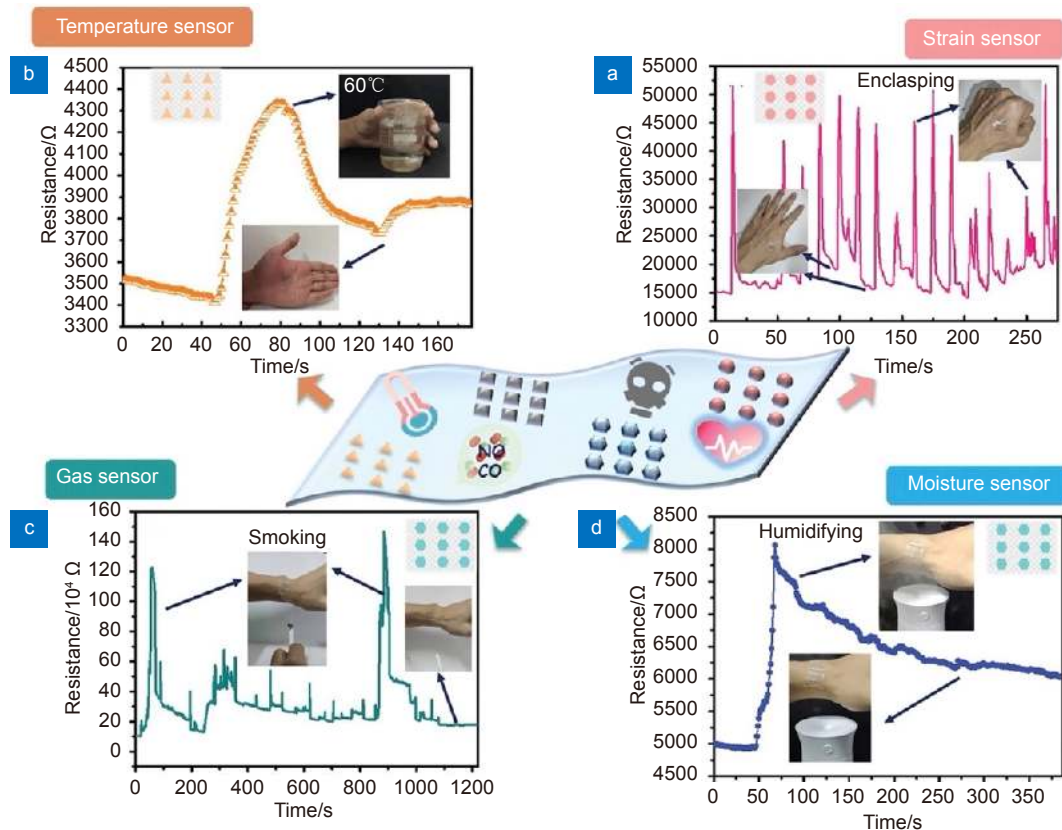 Temperature sensor
Strain sensor
b
4500
4400
4300
4200
4100
4000
3900
3800
3700
3600
3500
3400
3300
Resistance/Ω
60℃
0 20 40 60 80 100 120 140 160
Time/s
a
55000
50000
45000
40000
35000
30000
25000
20000
15000
10000
Resistance/Ω
Enclasping
0 50 100 150 200 250
Time/s
NO
CO
Gas sensor
Moisture sensor
c
160
140
120
100
80
60
40
20
0
Resistance/10⁴ Ω
Smoking
0 200 400 600 800 1000 1200
Time/s
d
8500
8000
7500
7000
6500
6000
5500
5000
4500
Resistance/Ω
Humidifying
0 50 100 150 200 250 300 350
Time/s